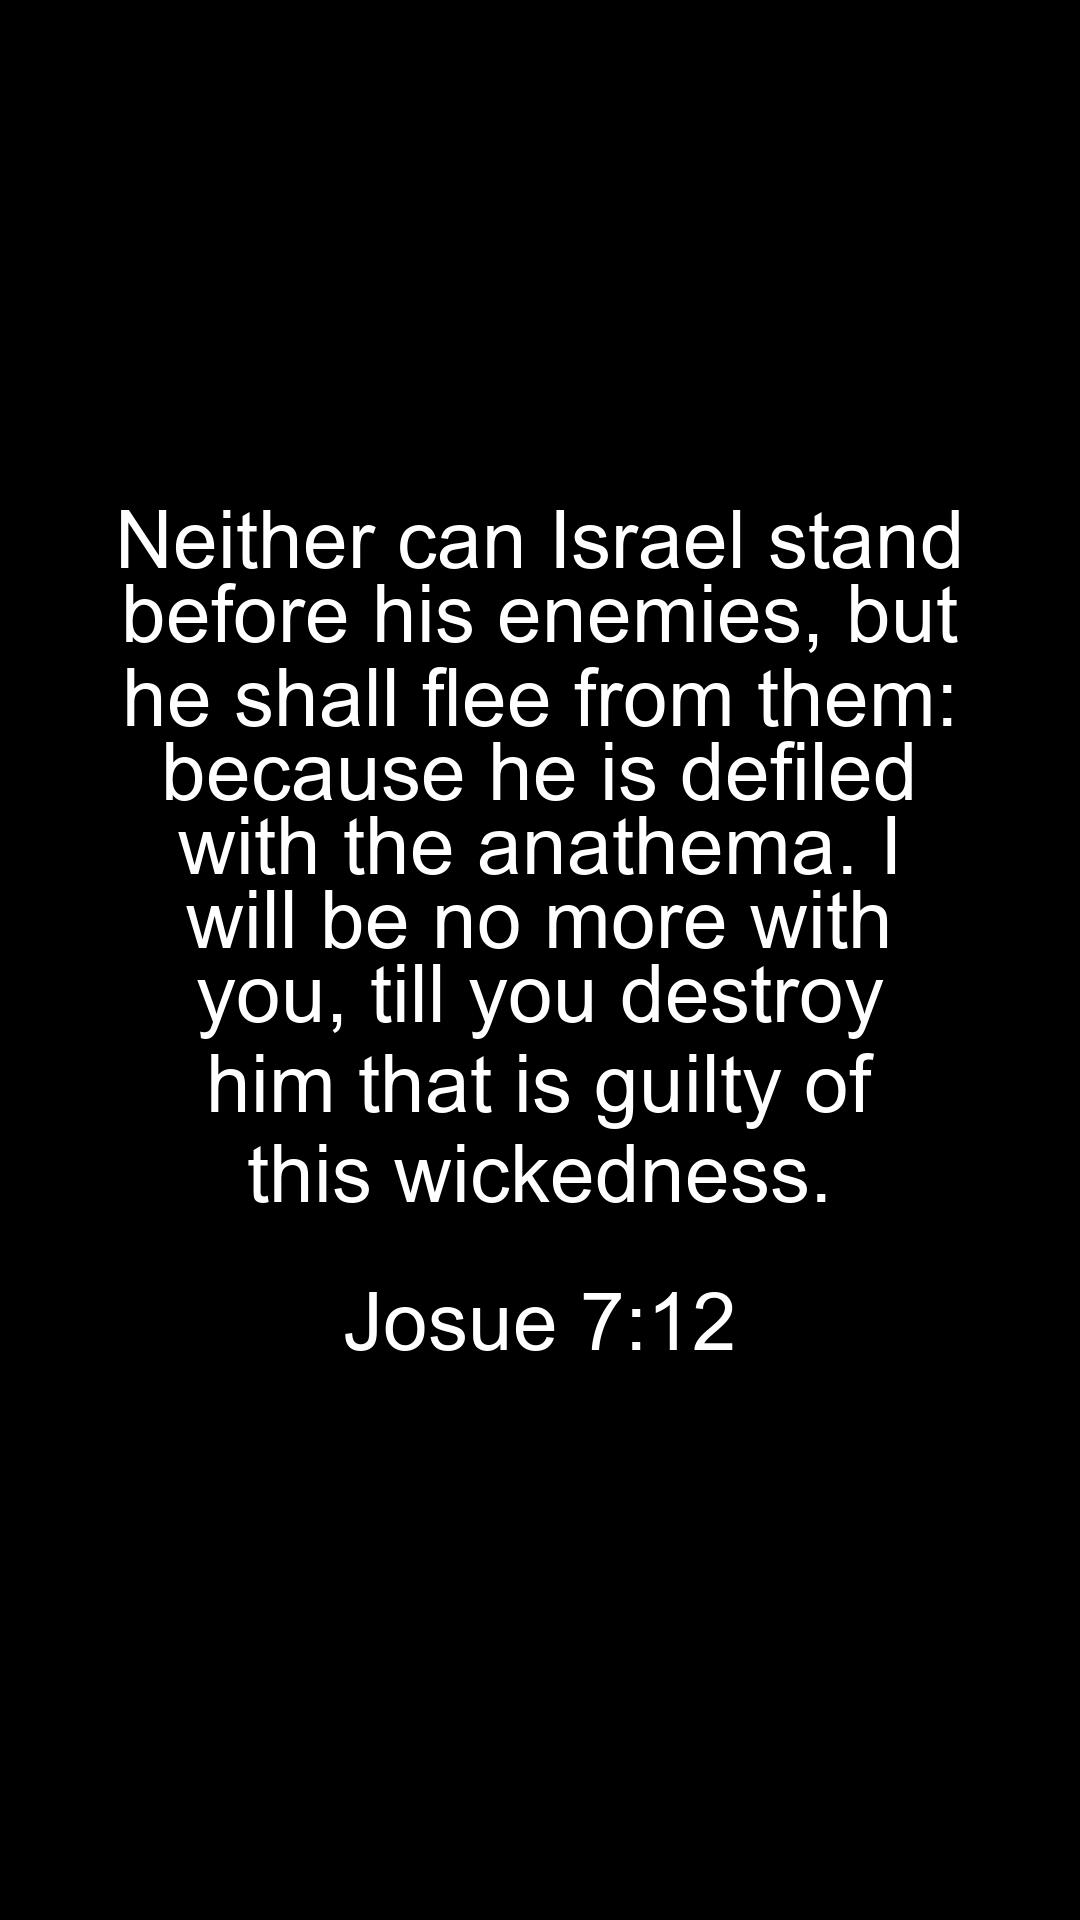 Neither can Israel stand
before his enemies, but
he shall flee from them:
because he is defiled
with the anathema. I
will be no more with
you, till you destroy
him that is guilty of
this wickedness.
Josue 7:12